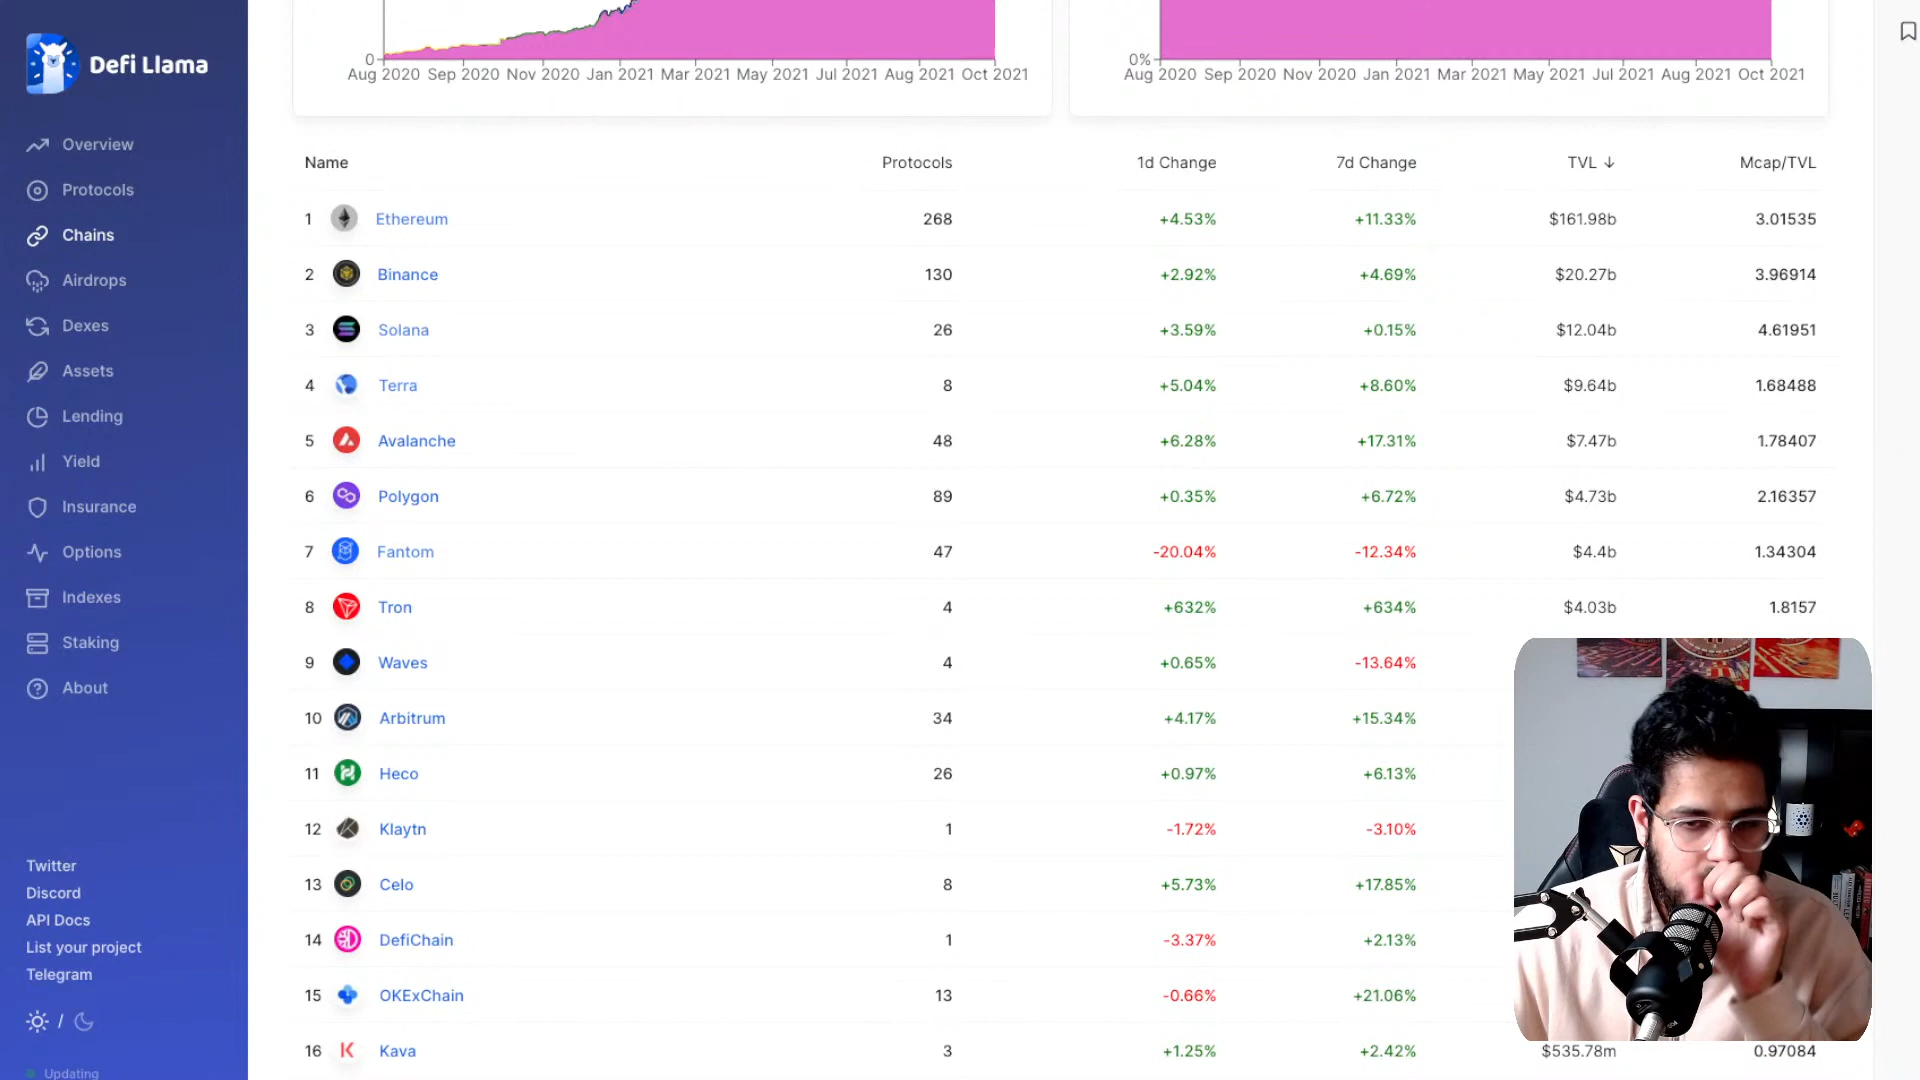 Defi Llama
Overview
Protocols
Chains
Airdrops
Dexes
Assets
Lending
Yield
Insurance
Options
Indexes
Staking
About
Twitter
Discord
API Docs
List your project
Telegram
/
Updating
0
Aug 2020 Sep 2020 Nov 2020 Jan 2021 Mar 2021 May 2021 Jul 2021 Aug 2021 Oct 2021
0%
Aug 2020 Sep 2020 Nov 2020 Jan 2021 Mar 2021 May 2021 Jul 2021 Aug 2021 Oct 2021
Name Protocols 1d Change 7d Change TVL ↓ Mcap/TVL
1 Ethereum 268 +4.53% +11.33% $161.98b 3.01535
2 Binance 130 +2.92% +4.69% $20.27b 3.96914
3 Solana 26 +3.59% +0.15% $12.04b 4.61951
4 Terra 8 +5.04% +8.60% $9.64b 1.68488
5 Avalanche 48 +6.28% +17.31% $7.47b 1.78407
6 Polygon 89 +0.35% +6.72% $4.73b 2.16357
7 Fantom 47 -20.04% -12.34% $4.4b 1.34304
8 Tron 4 +632% +634% $4.03b 1.8157
9 Waves 4 +0.65% -13.64%
10 Arbitrum 34 +4.17% +15.34%
11 Heco 26 +0.97% +6.13%
12 Klaytn 1 -1.72% -3.10%
13 Celo 8 +5.73% +17.85%
14 DefiChain 1 -3.37% +2.13%
15 OKExChain 13 -0.66% +21.06%
16 Kava 3 +1.25% +2.42% $535.78m 0.97084